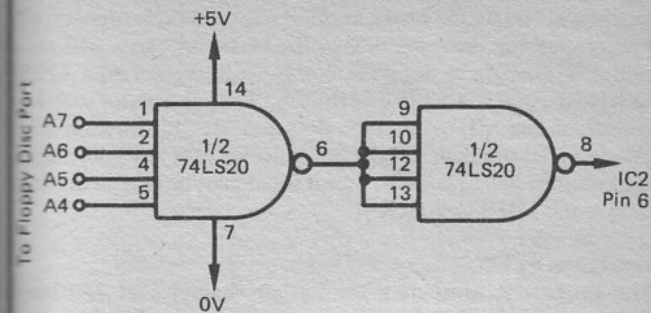 +5V
14
To Floppy Disc Port
A7
1
A6
2
A5
4
A4
5
1/2
74LS20
6
7
0V
9
10
12
13
1/2
74LS20
8
IC2
Pin 6